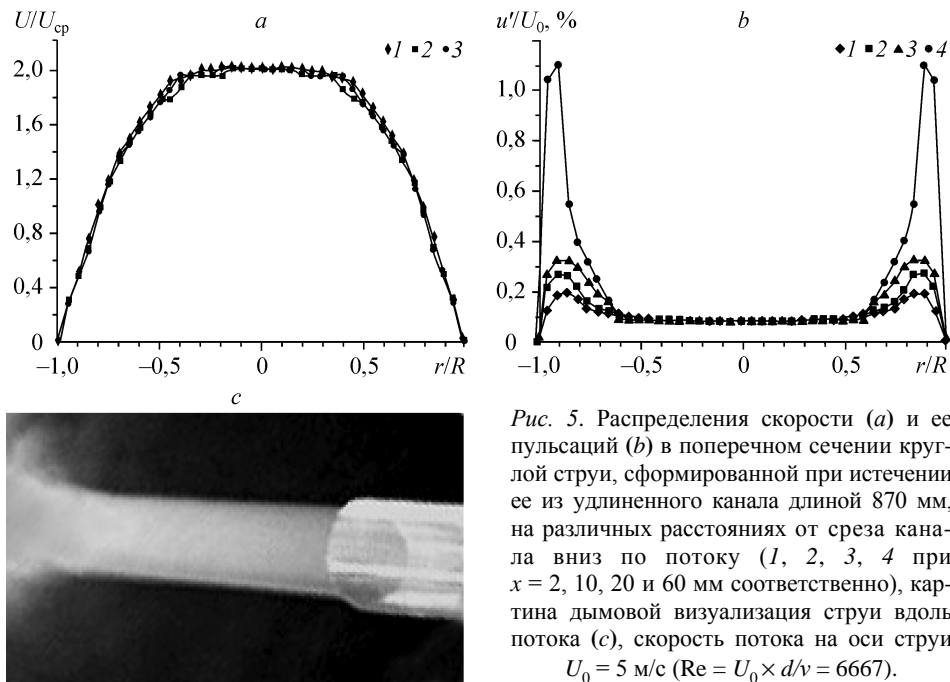 U/Uср
a
1 2 3
2,0
1,6
1,2
0,8
0,4
0
–1,0 –0,5 0 0,5 r/R
u′/U0, %
b
1 2 3 4
1,0
0,8
0,6
0,4
0,2
0
–1,0 –0,5 0 0,5 r/R
c
Рис. 5. Распределения скорости (a) и ее
пульсаций (b) в поперечном сечении круг-
лой струи, сформированной при истечении
ее из удлиненного канала длиной 870 мм,
на различных расстояниях от среза кана-
ла вниз по потоку (1, 2, 3, 4 при
x = 2, 10, 20 и 60 мм соответственно), кар-
тина дымовой визуализация струи вдоль
потока (c), скорость потока на оси струи
U0 = 5 м/с (Re = U0 × d/ν = 6667).